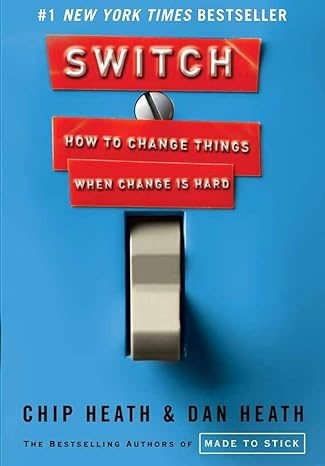 #1 NEW YORK TIMES BESTSELLER
SWITCH
HOW TO CHANGE THINGS
WHEN CHANGE IS HARD
CHIP HEATH & DAN HEATH
THE BESTSELLING AUTHORS OF MADE TO STICK